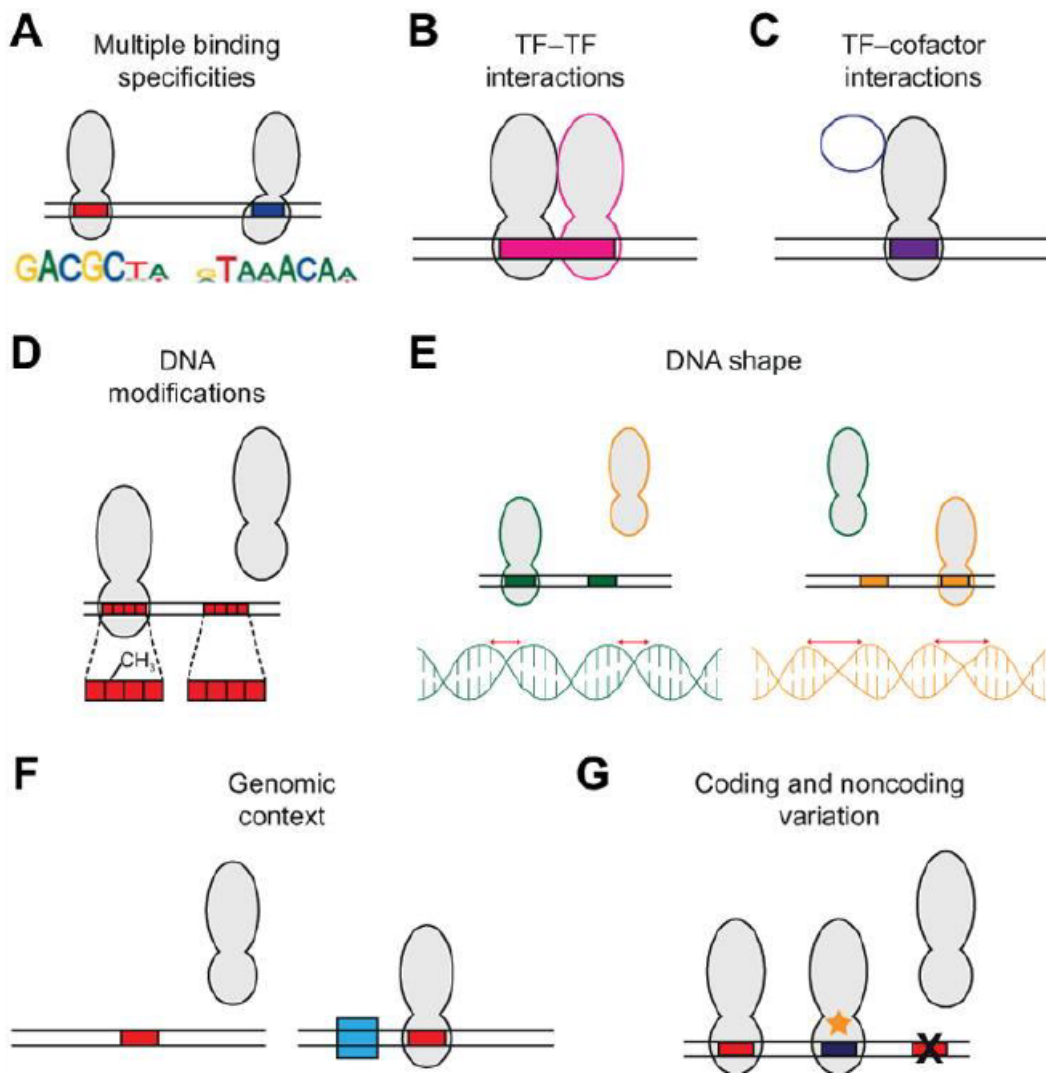 A
Multiple binding
specificities
GACGCTA
GTAAACAA
B
TF–TF
interactions
C
TF–cofactor
interactions
D
DNA
modifications
CH3
E
DNA shape
F
Genomic
context
G
Coding and noncoding
variation
X